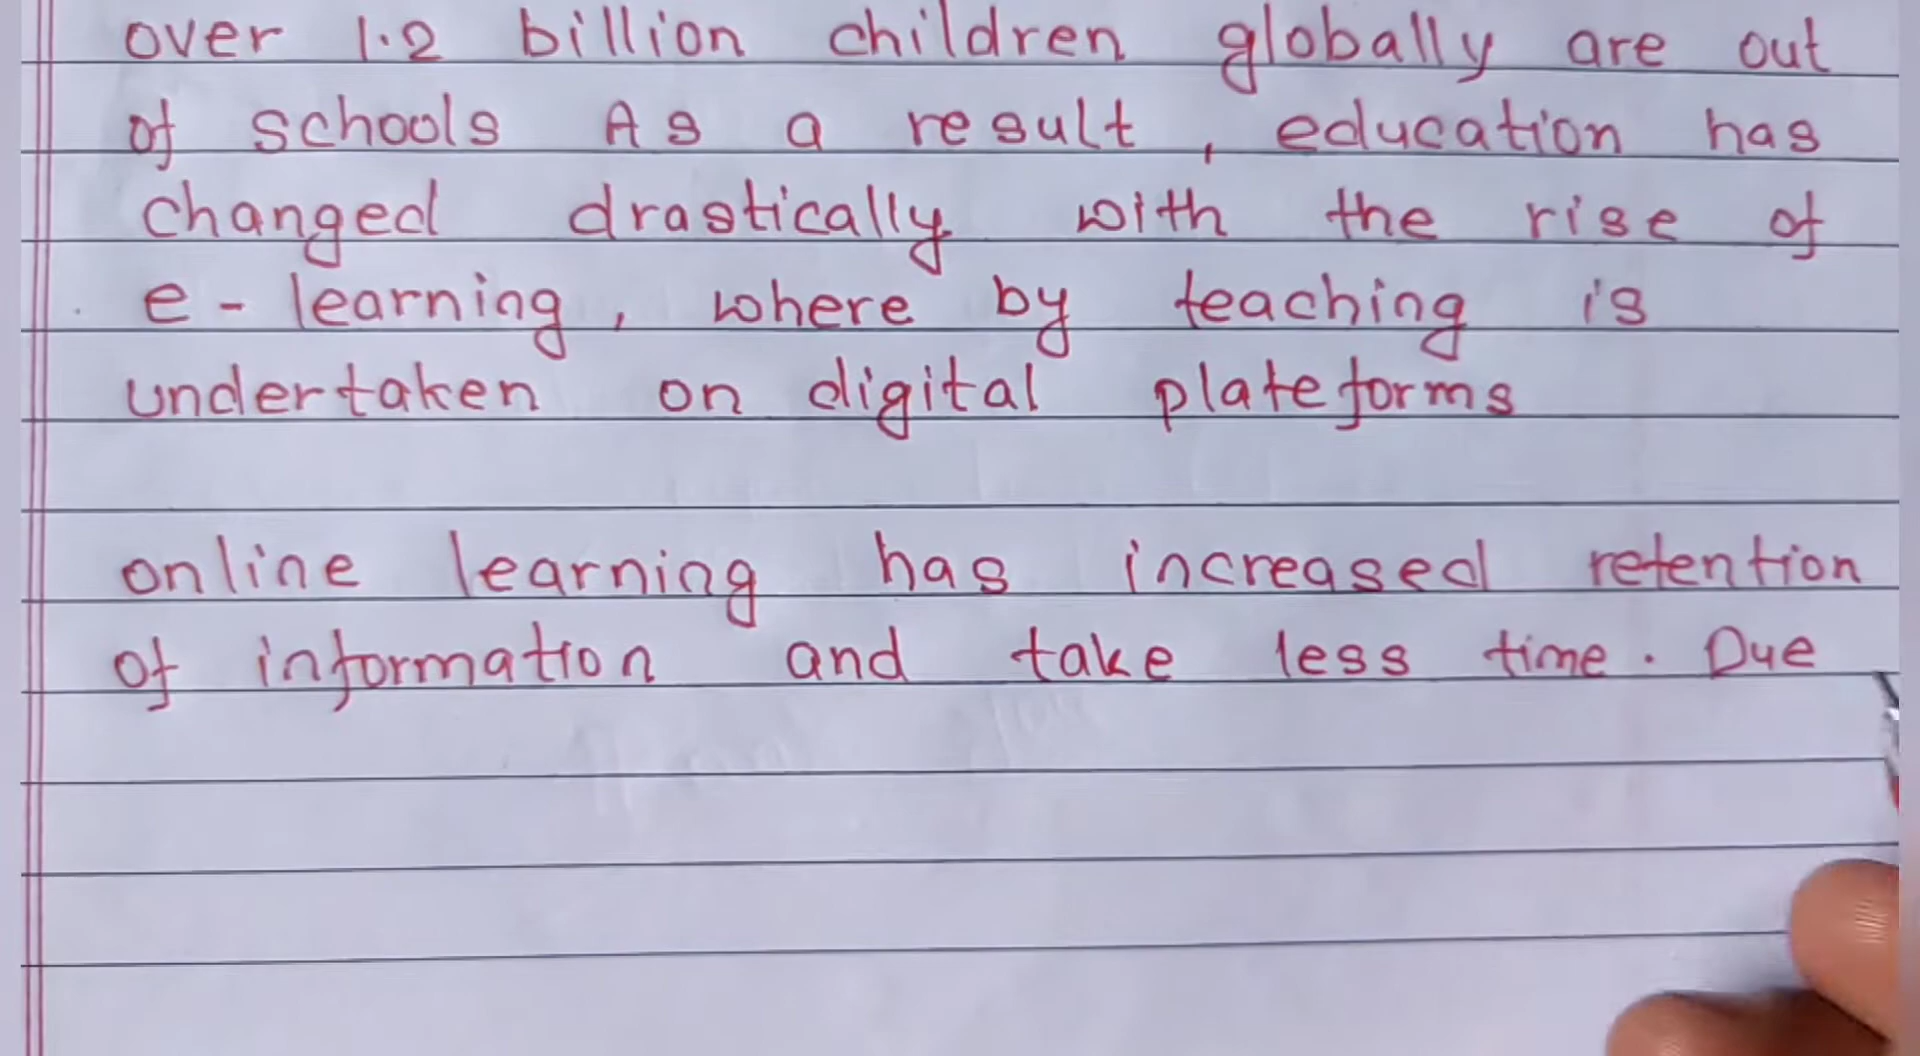 over 1.2 billion children globally are out
of schools As a result, education has
changed drastically with the rise of
e-learning, where by teaching is
undertaken on digital plateforms
online learning has increased retention
of information and take less time. Due